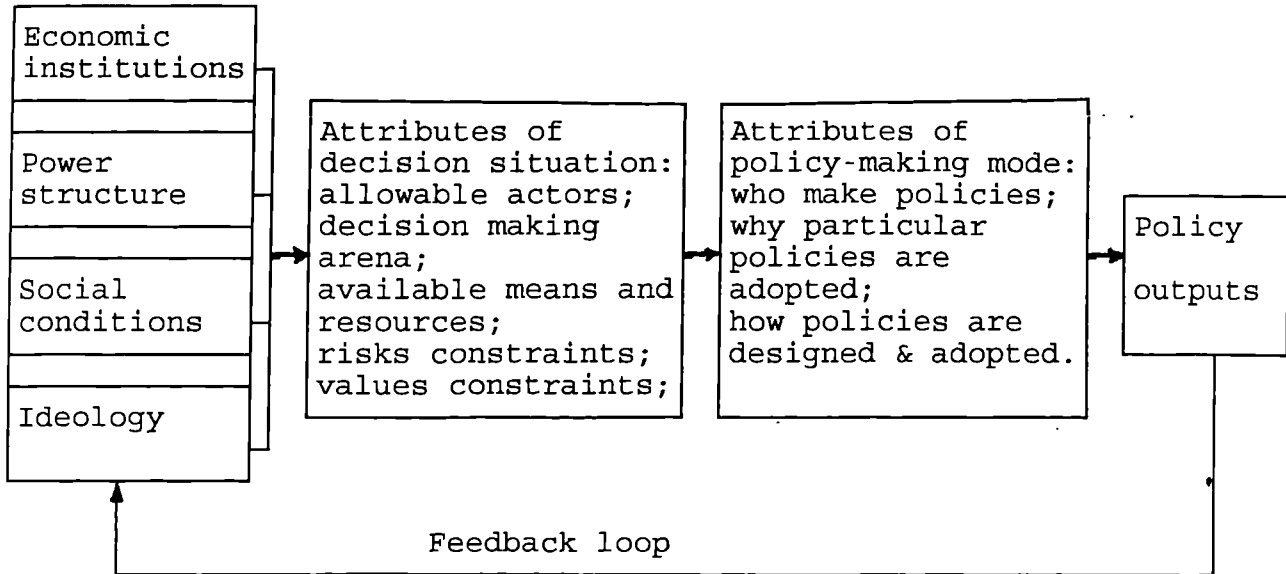 Economic
institutions
Power
structure
Social
conditions
Ideology
Attributes of
decision situation:
allowable actors;
decision making
arena;
available means and
resources;
risks constraints;
values constraints;
Attributes of
policy-making mode:
who make policies;
why particular
policies are
adopted;
how policies are
designed & adopted.
Policy
outputs
Feedback loop